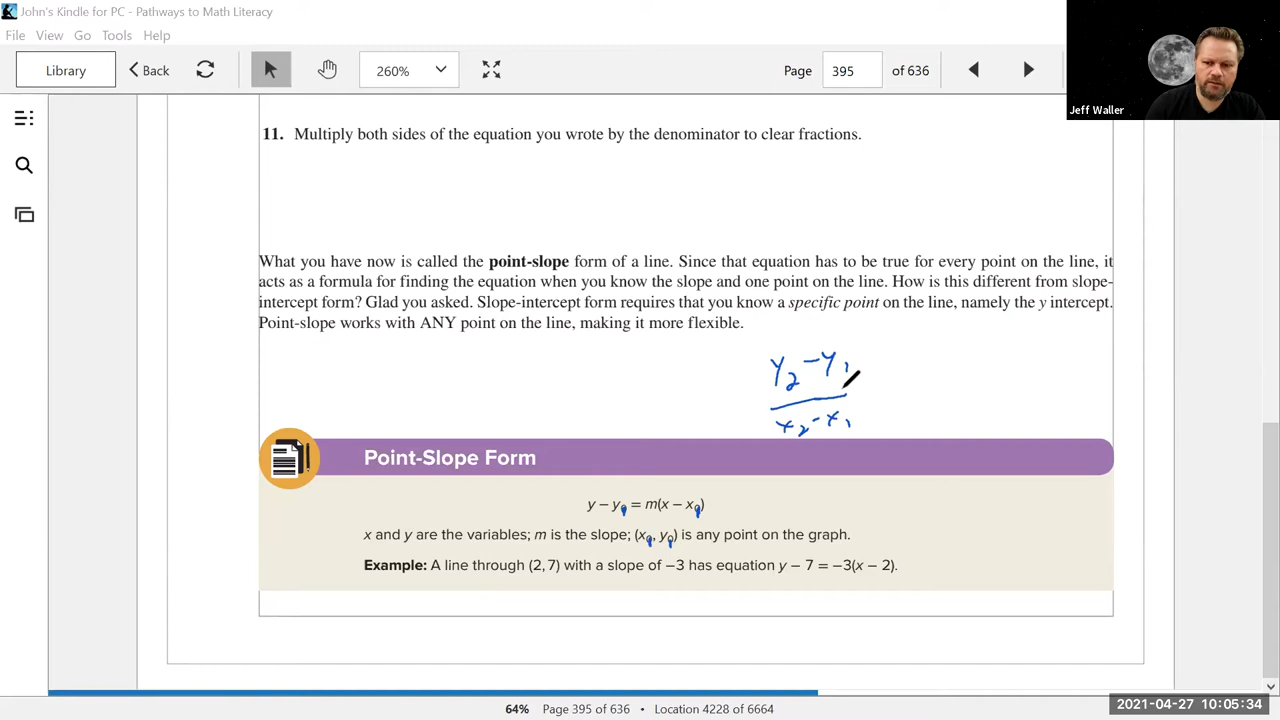 John's Kindle for PC - Pathways to Math Literacy
File View Go Tools Help
Library Back 260% Page 395 of 636
Jeff Waller
11. Multiply both sides of the equation you wrote by the denominator to clear fractions.
What you have now is called the point-slope form of a line. Since that equation has to be true for every point on the line, it
acts as a formula for finding the equation when you know the slope and one point on the line. How is this different from slope-
intercept form? Glad you asked. Slope-intercept form requires that you know a specific point on the line, namely the y intercept.
Point-slope works with ANY point on the line, making it more flexible.
y₂ - y₁
x₂ - x₁
Point-Slope Form
y − y₀ = m(x − x₀)
x and y are the variables; m is the slope; (x₀, y₀) is any point on the graph.
Example: A line through (2, 7) with a slope of −3 has equation y − 7 = −3(x − 2).
64% Page 395 of 636 • Location 4228 of 6664
2021-04-27 10:05:34